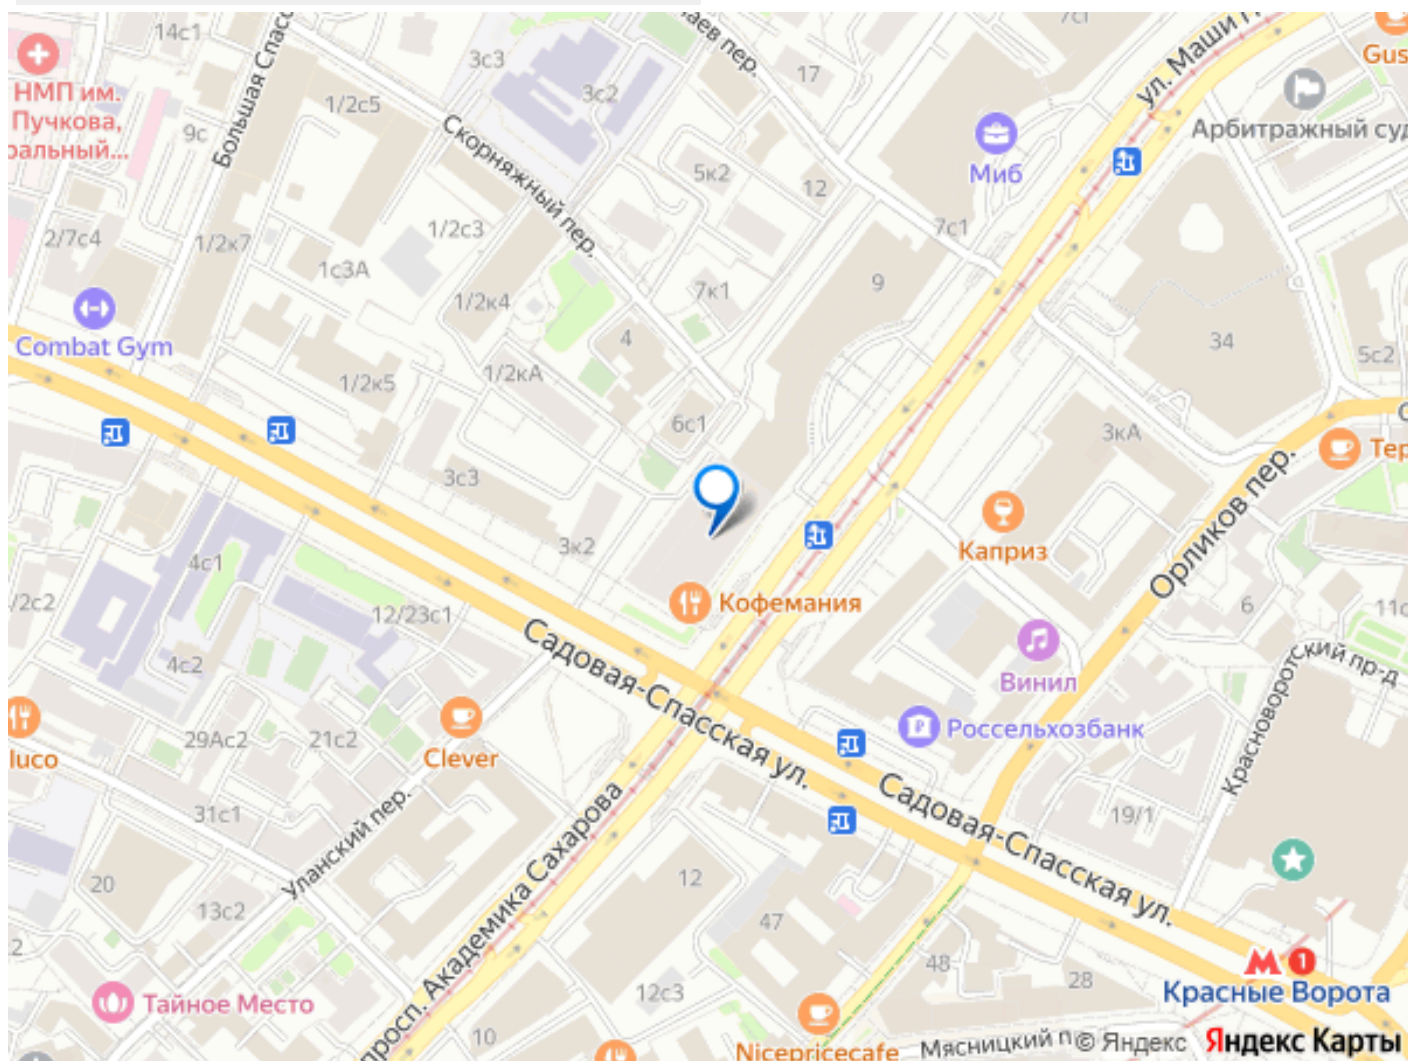 14с1
Большая Спасс
3с3
3с2
паев пер.
17
7с1
ул. Маши П
Gus
НМП им.
Пучкова,
ральный...
9с
1/2с5
Скорняжный пер.
5к2
12
Миб
Арбитражный суд
2/7с4
1/2к7
1/2с3
1с3А
7с1
9
7к1
1/2к4
4
Combat Gym
1/2к5
1/2кА
34
5с2
6с1
3кА
Тер
3с3
3к2
Каприз
Орликов пер.
4с1
/2с2
12/23с1
Кофемания
6
11с
4с2
Садовая-Спасская ул.
Винил
Красноворотский пр-д
luco
29Ас2
21с2
Clever
Россельхозбанк
31с1
Уланский пер.
Садовая-Спасская ул.
19/1
20
13с2
просп. Академика Сахарова
12
47
2
48
28
1
Красные Ворота
Тайное Место
12с3
10
Nicepricecafe
Мясницкий п
© Яндекс
Яндекс Карты